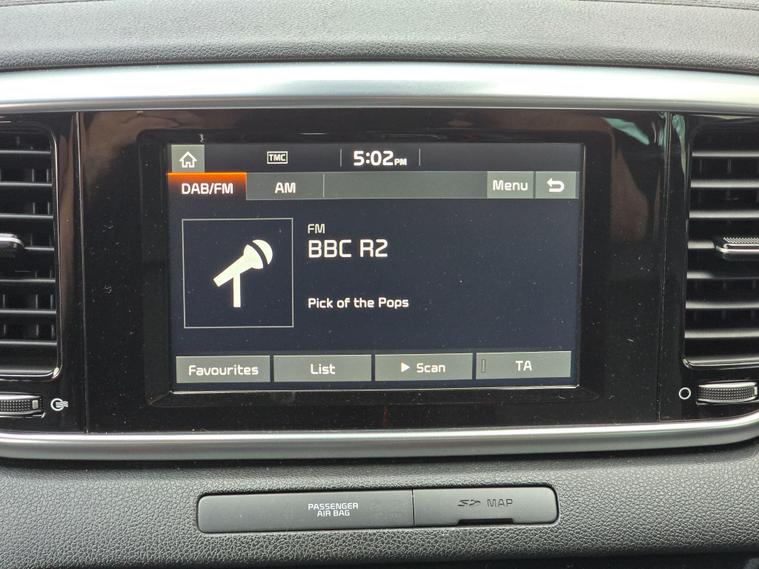 TMC 5:02PM
DAB/FM AM Menu
FM
BBC R2
Pick of the Pops
Favourites List Scan TA
PASSENGER
AIR BAG
SD MAP